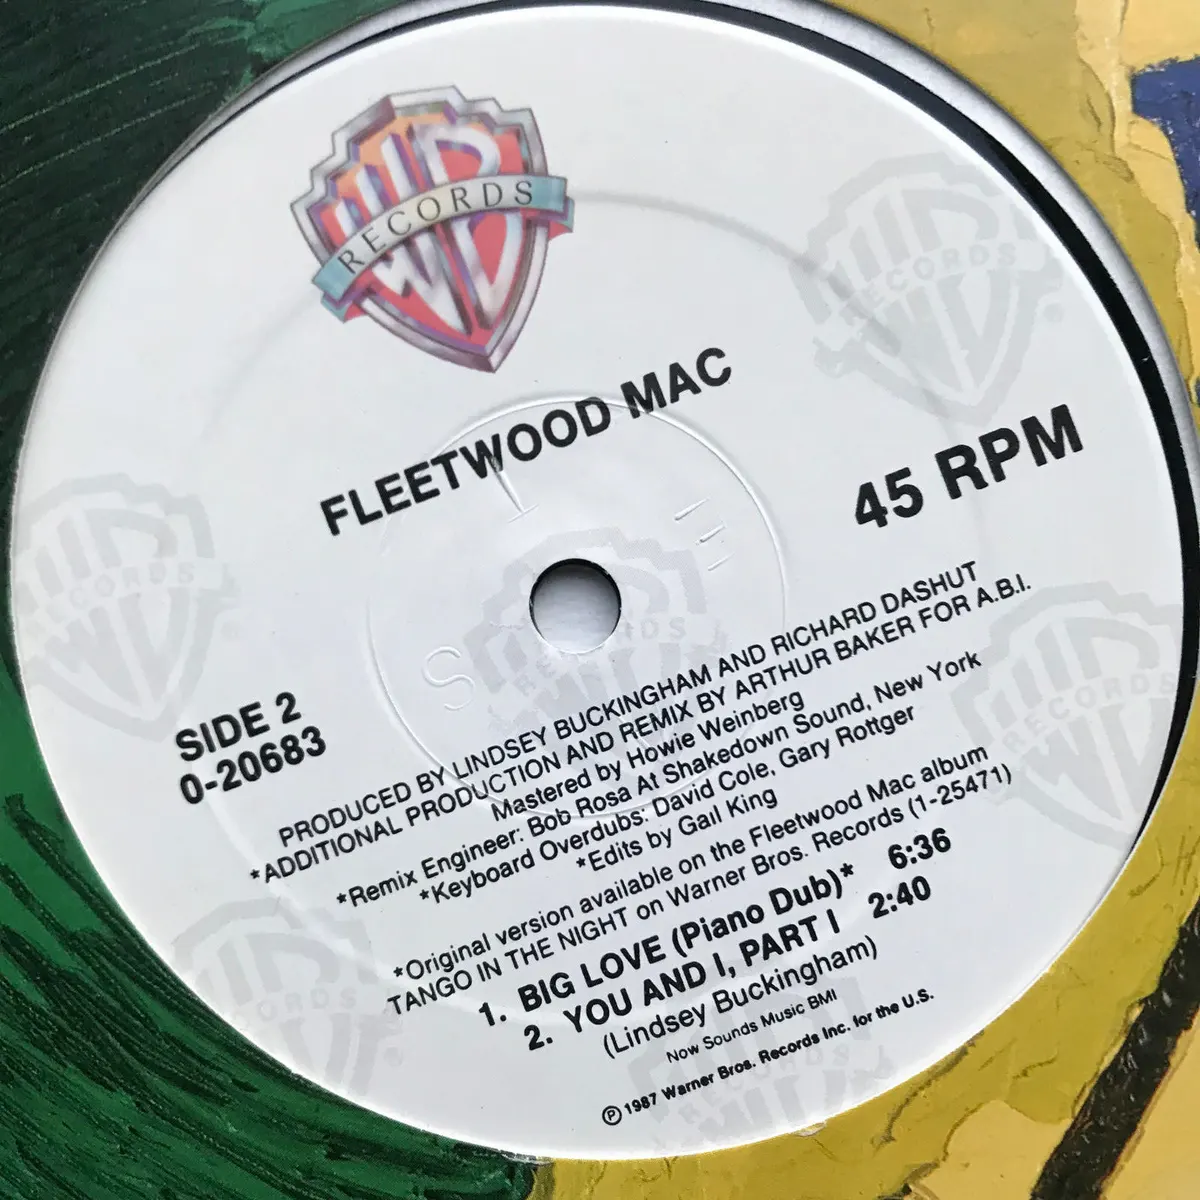 RECORDS
FLEETWOOD MAC
45 RPM
SIDE 2
0-20683
PRODUCED BY LINDSEY BUCKINGHAM AND RICHARD DASHUT
*ADDITIONAL PRODUCTION AND REMIX BY ARTHUR BAKER FOR A.B.I.
Mastered by Howie Weinberg
*Remix Engineer: Bob Rosa At Shakedown Sound, New York
*Keyboard Overdubs: David Cole, Gary Rottger
*Edits by Gail King
*Original version available on the Fleetwood Mac album
TANGO IN THE NIGHT on Warner Bros. Records (1-25471)
1. BIG LOVE (Piano Dub)* 6:36
2. YOU AND I, PART I 2:40
(Lindsey Buckingham)
Now Sounds Music BMI
℗ 1987 Warner Bros. Records Inc. for the U.S.